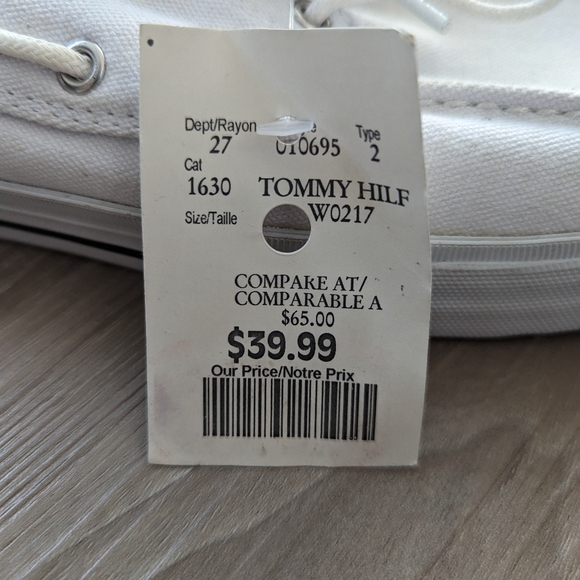 Dept/Rayon Type
27 010695 2
Cat
1630 TOMMY HILF
Size/Taille W0217
COMPARE AT/
COMPARABLE A
$65.00
$39.99
Our Price/Notre Prix